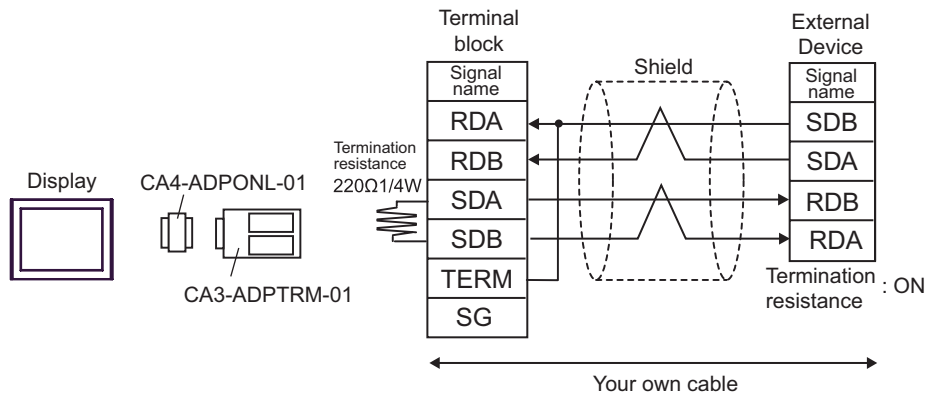 Terminal
block
External
Device
Shield
Signal
name
Signal
name
RDA
SDB
Termination
resistance
220Ω1/4W
RDB
SDA
Display
CA4-ADPONL-01
SDA
RDB
SDB
RDA
CA3-ADPTRM-01
TERM
Termination
resistance : ON
SG
Your own cable